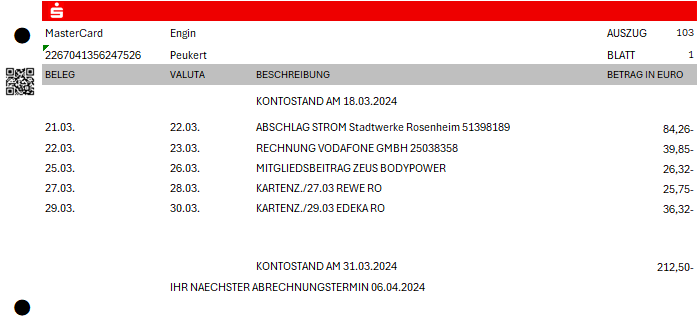 MasterCard Engin AUSZUG 103
2267041356247526 Peukert BLATT 1
BELEG VALUTA BESCHREIBUNG BETRAG IN EURO
KONTOSTAND AM 18.03.2024
21.03. 22.03. ABSCHLAG STROM Stadtwerke Rosenheim 51398189 84,26-
22.03. 23.03. RECHNUNG VODAFONE GMBH 25038358 39,85-
25.03. 26.03. MITGLIEDSBEITRAG ZEUS BODYPOWER 26,32-
27.03. 28.03. KARTENZ./27.03 REWE RO 25,75-
29.03. 30.03. KARTENZ./29.03 EDEKA RO 36,32-
KONTOSTAND AM 31.03.2024 212,50-
IHR NAECHSTER ABRECHNUNGSTERMIN 06.04.2024